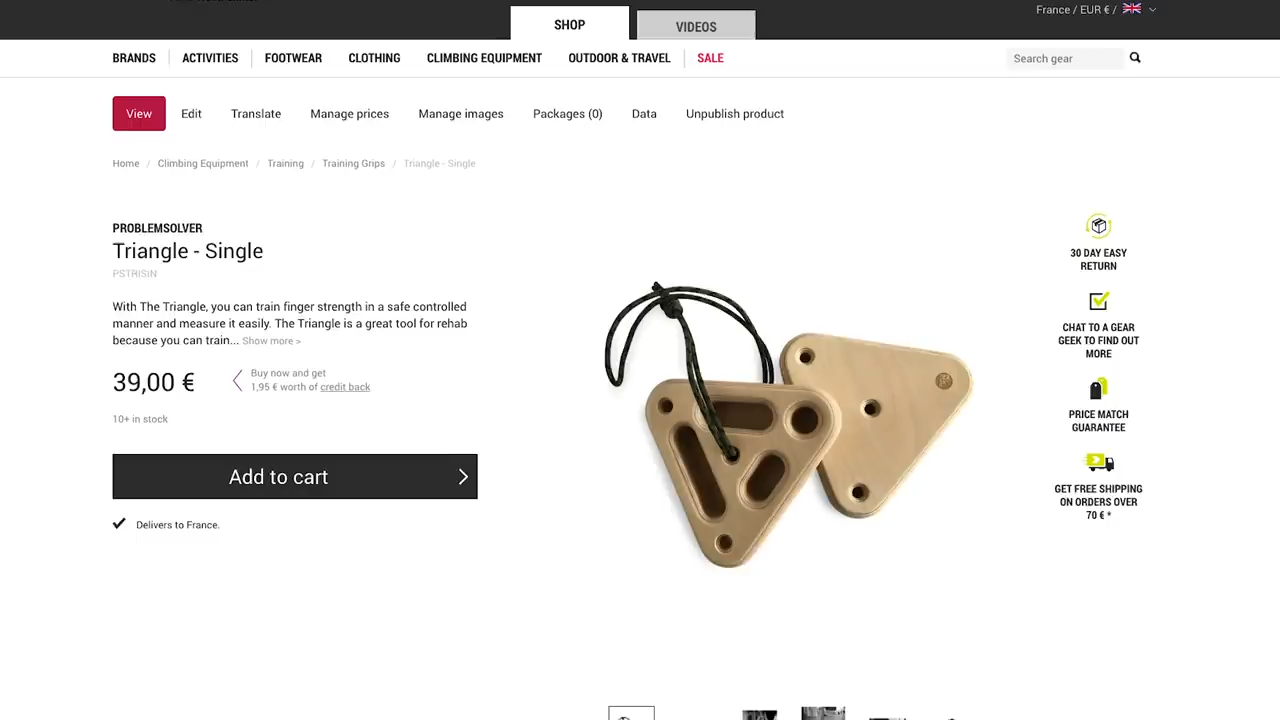 SHOP
VIDEOS
France / EUR € /
BRANDS
ACTIVITIES
FOOTWEAR
CLOTHING
CLIMBING EQUIPMENT
OUTDOOR & TRAVEL
SALE
Search gear
View
Edit
Translate
Manage prices
Manage images
Packages (0)
Data
Unpublish product
Home / Climbing Equipment / Training / Training Grips / Triangle - Single
PROBLEMSOLVER
Triangle - Single
PSTRISIN
With The Triangle, you can train finger strength in a safe controlled
manner and measure it easily. The Triangle is a great tool for rehab
because you can train... Show more >
39,00 €
Buy now and get
1,95 € worth of credit back
10+ in stock
Add to cart
Delivers to France.
30 DAY EASY
RETURN
CHAT TO A GEAR
GEEK TO FIND OUT
MORE
PRICE MATCH
GUARANTEE
GET FREE SHIPPING
ON ORDERS OVER
70 € *